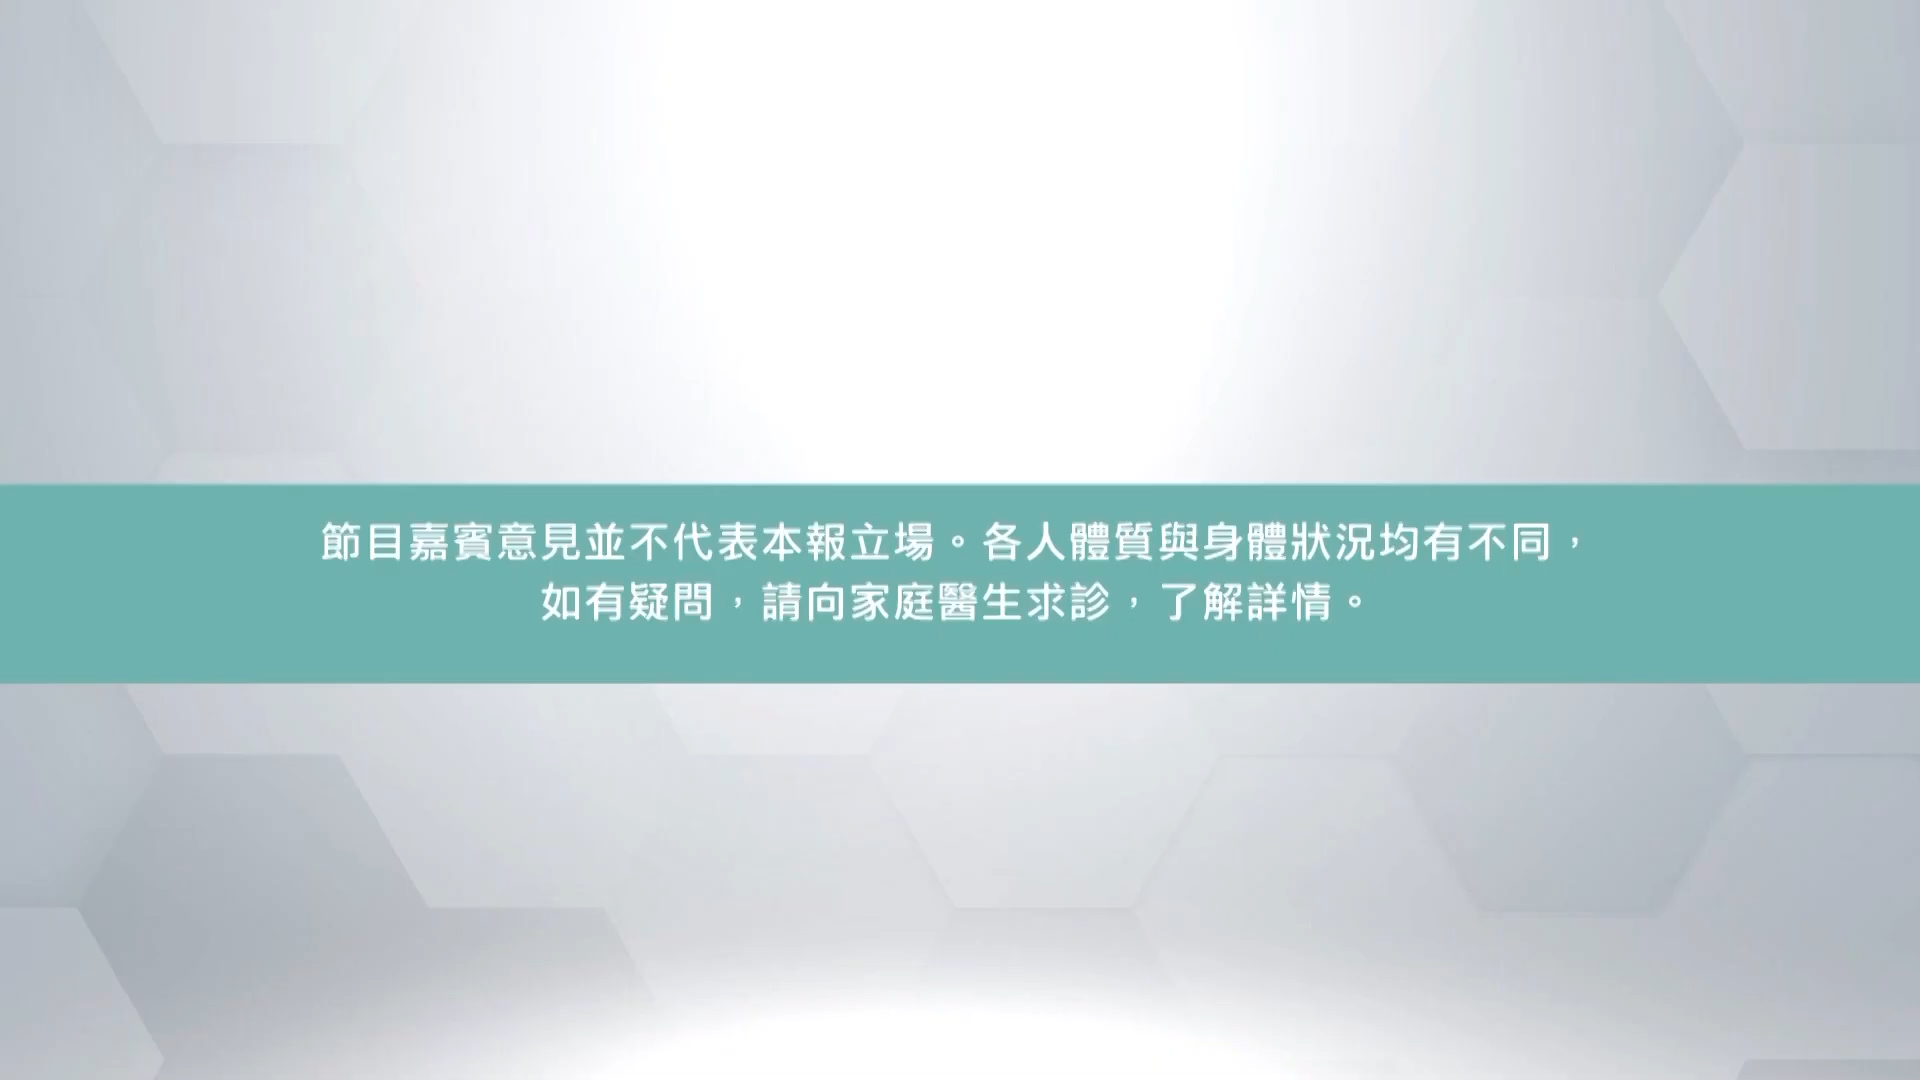 節目嘉賓意見並不代表本報立場。各人體質與身體狀況均有不同，
如有疑問，請向家庭醫生求診，了解詳情。